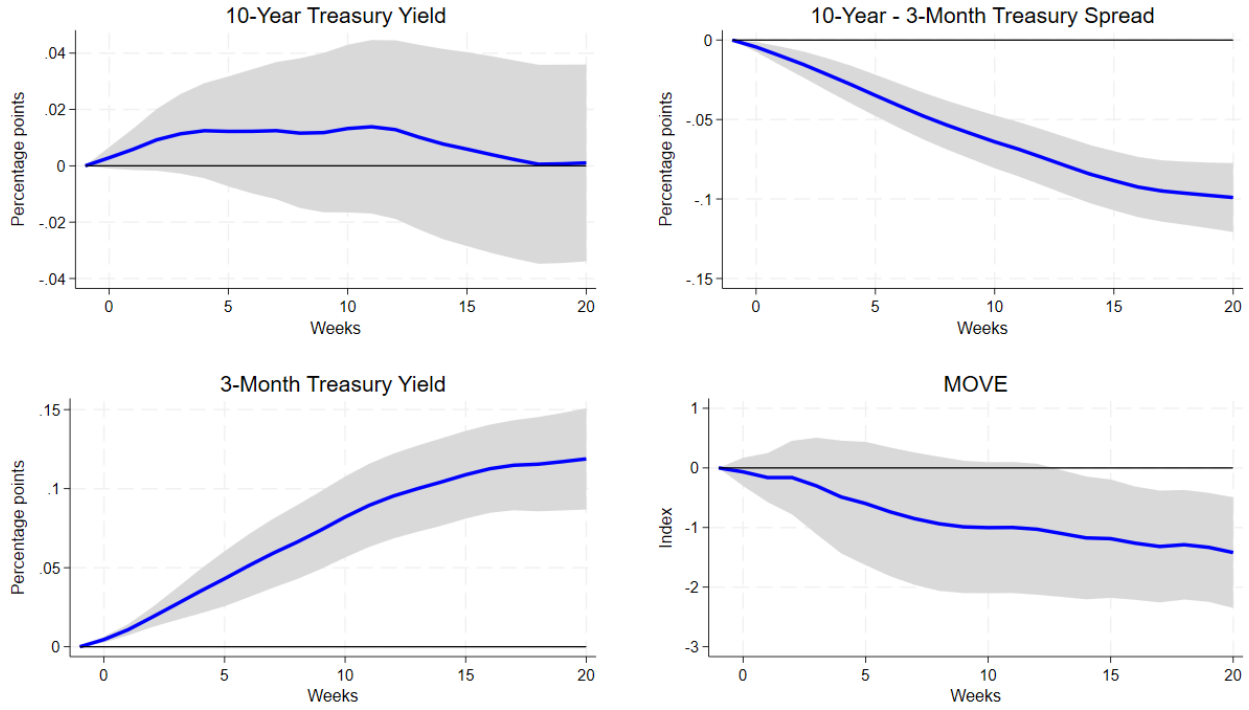 10-Year Treasury Yield
Percentage points
.04
.02
0
-.02
-.04
0 5 10 15 20
Weeks
10-Year - 3-Month Treasury Spread
Percentage points
0
-.05
-.1
-.15
0 5 10 15 20
Weeks
3-Month Treasury Yield
Percentage points
.15
.1
.05
0
0 5 10 15 20
Weeks
MOVE
Index
1
0
-1
-2
-3
0 5 10 15 20
Weeks